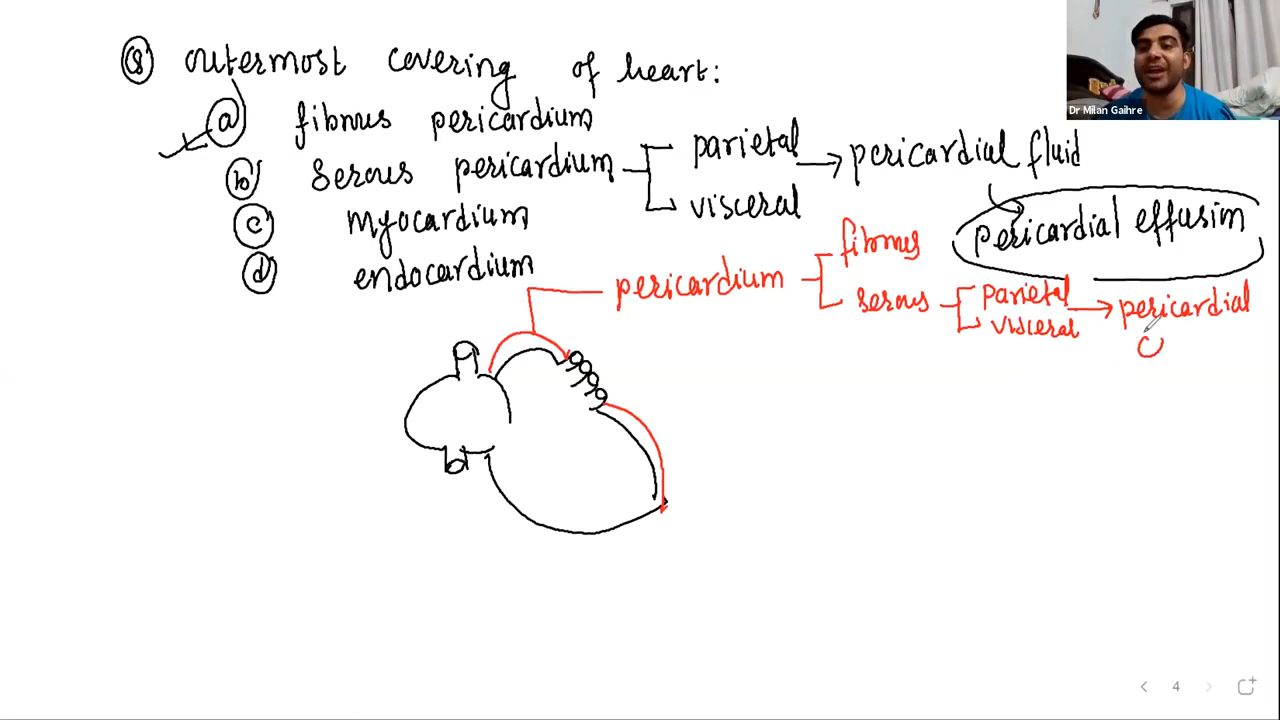 Q outermost covering of heart:
a) fibrous pericardium
b) serous pericardium parietal → pericardial fluid
visceral
pericardial effusion
c) myocardium
d) endocardium
pericardium fibrous
serous parietal → pericardial
visceral
Dr Milan Gaihre
4